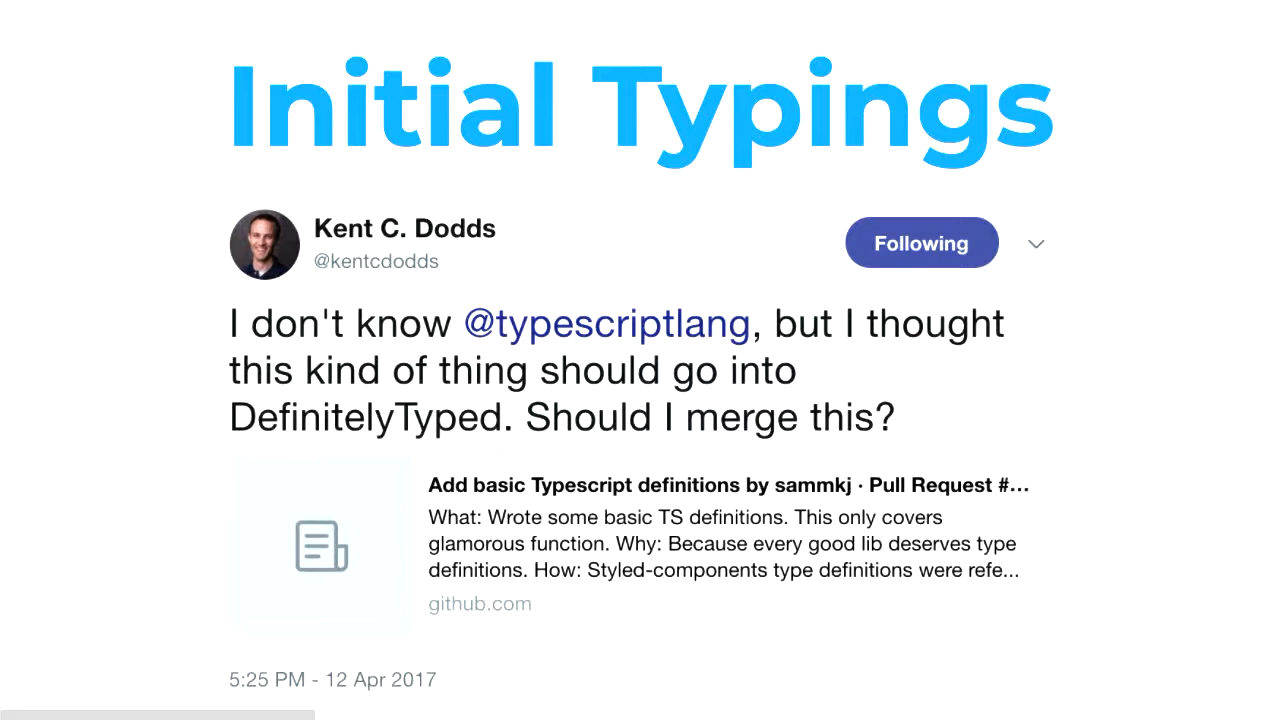 Initial Typings
Kent C. Dodds
@kentcdodds
Following
I don't know @typescriptlang, but I thought
this kind of thing should go into
DefinitelyTyped. Should I merge this?
Add basic Typescript definitions by sammkj · Pull Request #...
What: Wrote some basic TS definitions. This only covers
glamorous function. Why: Because every good lib deserves type
definitions. How: Styled-components type definitions were refe...
github.com
5:25 PM - 12 Apr 2017